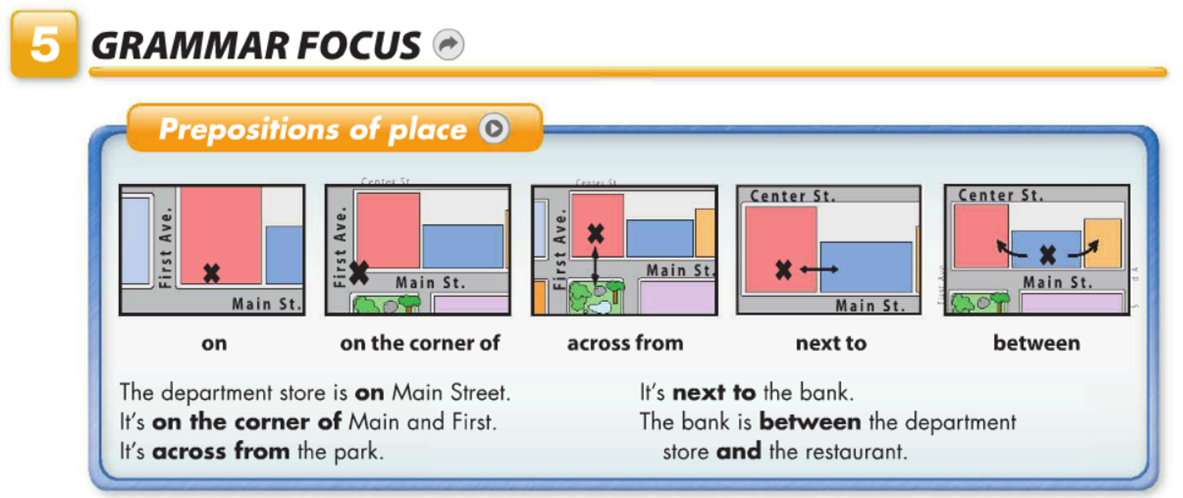 5 GRAMMAR FOCUS
Prepositions of place
First Ave.
Main St.
Center St.
First Ave.
Main St.
Center St.
First Ave.
Main St.
Center St.
Main St.
Center St.
Main St.
First Ave
on
on the corner of
across from
next to
between
The department store is on Main Street.
It's on the corner of Main and First.
It's across from the park.
It's next to the bank.
The bank is between the department
store and the restaurant.